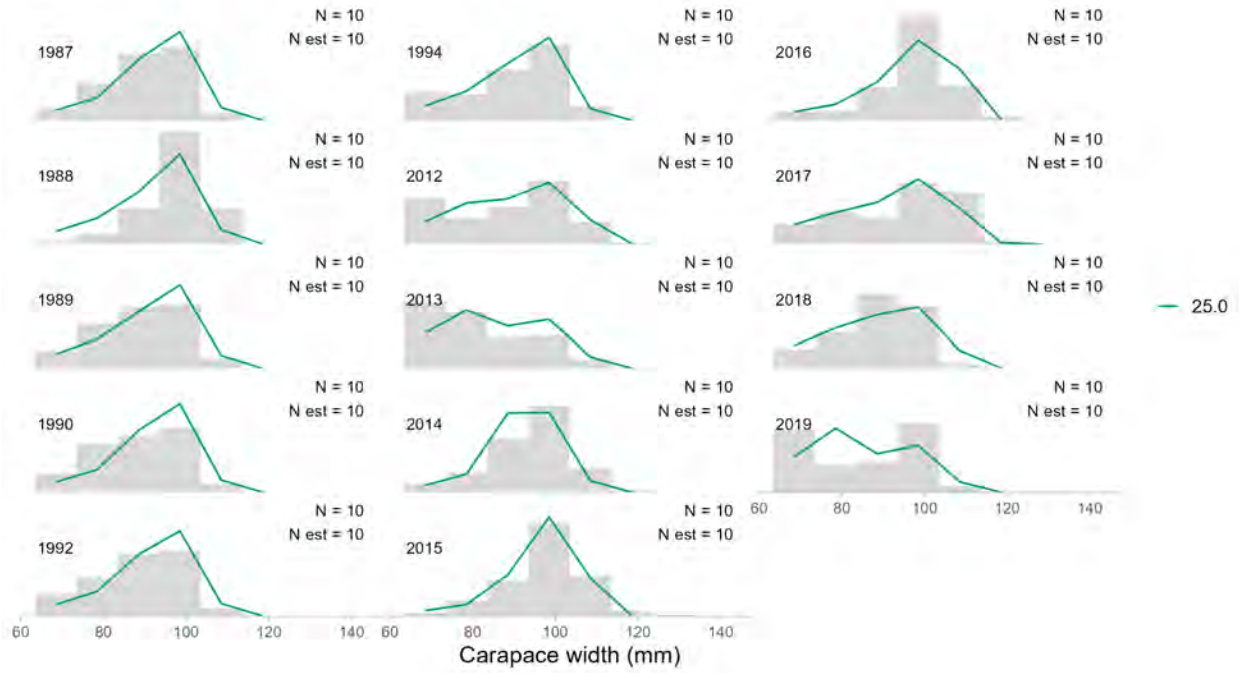 N = 10
N est = 10
1987
N = 10
N est = 10
1988
N = 10
N est = 10
1989
N = 10
N est = 10
1990
N = 10
N est = 10
1992
60 80 100 120 140
N = 10
N est = 10
1994
N = 10
N est = 10
2012
N = 10
N est = 10
2013
N = 10
N est = 10
2014
N = 10
N est = 10
2015
60 80 100 120 140
N = 10
N est = 10
2016
N = 10
N est = 10
2017
N = 10
N est = 10
2018
N = 10
N est = 10
2019
60 80 100 120 140
25.0
Carapace width (mm)